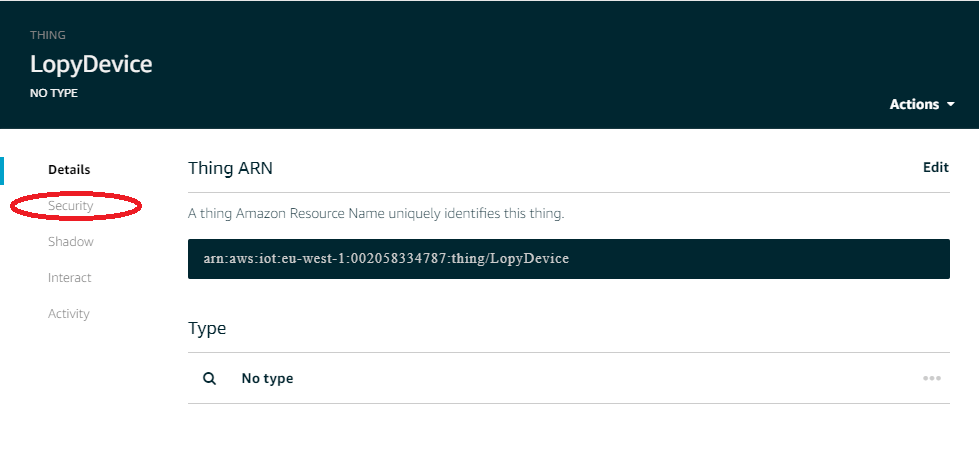 THING
LopyDevice
NO TYPE
Actions
Details
Security
Shadow
Interact
Activity
Thing ARN
Edit
A thing Amazon Resource Name uniquely identifies this thing.
arn:aws:iot:eu-west-1:002058334787:thing/LopyDevice
Type
No type